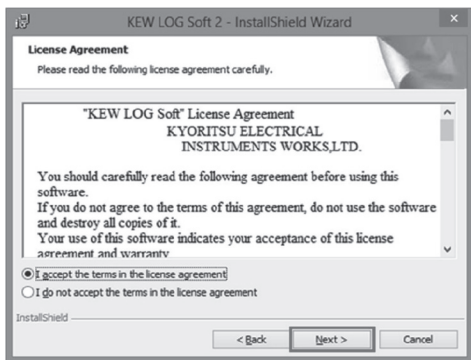 KEW LOG Soft 2 - InstallShield Wizard
License Agreement
Please read the following license agreement carefully.
"KEW LOG Soft" License Agreement
KYORITSU ELECTRICAL
INSTRUMENTS WORKS,LTD.
You should carefully read the following agreement before using this
software.
If you do not agree to the terms of this agreement, do not use the software
and destroy all copies of it.
Your use of this software indicates your acceptance of this license
agreement and warranty
I accept the terms in the license agreement
I do not accept the terms in the license agreement
InstallShield
< Back Next > Cancel